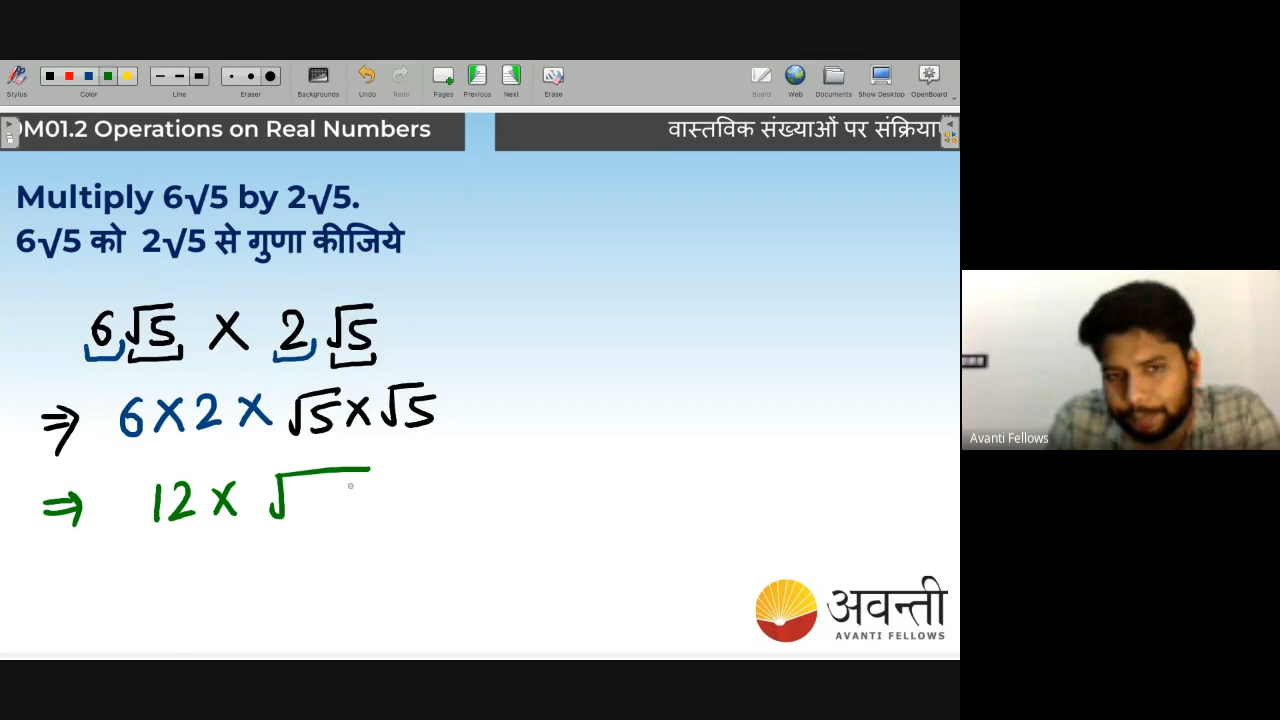 Stylus Color Line Eraser Backgrounds Undo Redo Pages Previous Next Erase Board Web Documents Show Desktop OpenBoard
M01.2 Operations on Real Numbers
वास्तविक संख्याओं पर
Multiply 6√5 by 2√5.
6√5 को 2√5 से गुणा कीजिये
6√5 × 2√5
⇒ 6 × 2 × √5 × √5
⇒ 12 × √
Avanti Fellows
अवन्ती
AVANTI FELLOWS